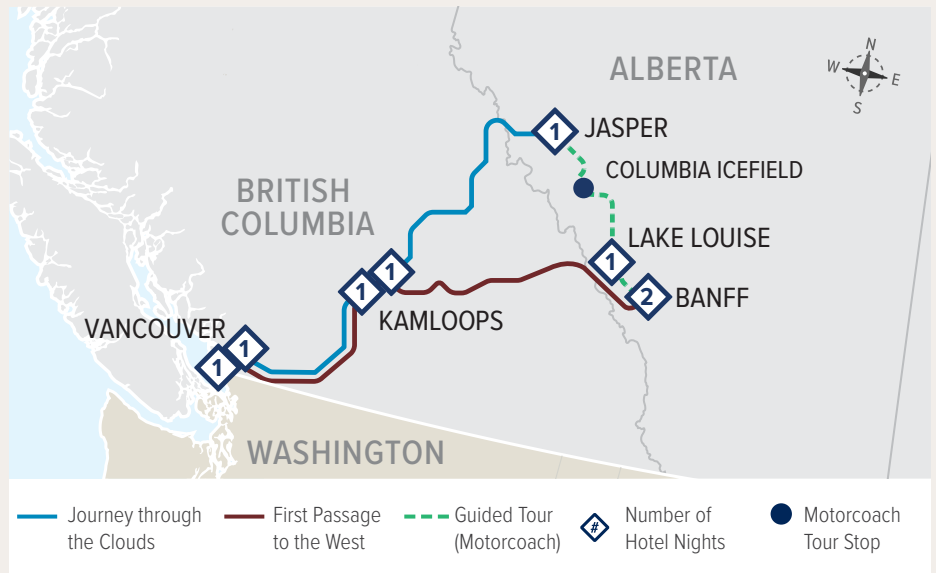 N
W
E
S
ALBERTA
1
JASPER
COLUMBIA ICEFIELD
BRITISH
COLUMBIA
LAKE LOUISE
1
1
1
2
BANFF
KAMLOOPS
VANCOUVER
1
1
WASHINGTON
Journey through
the Clouds
First Passage
to the West
Guided Tour
(Motorcoach)
#
Number of
Hotel Nights
Motorcoach
Tour Stop